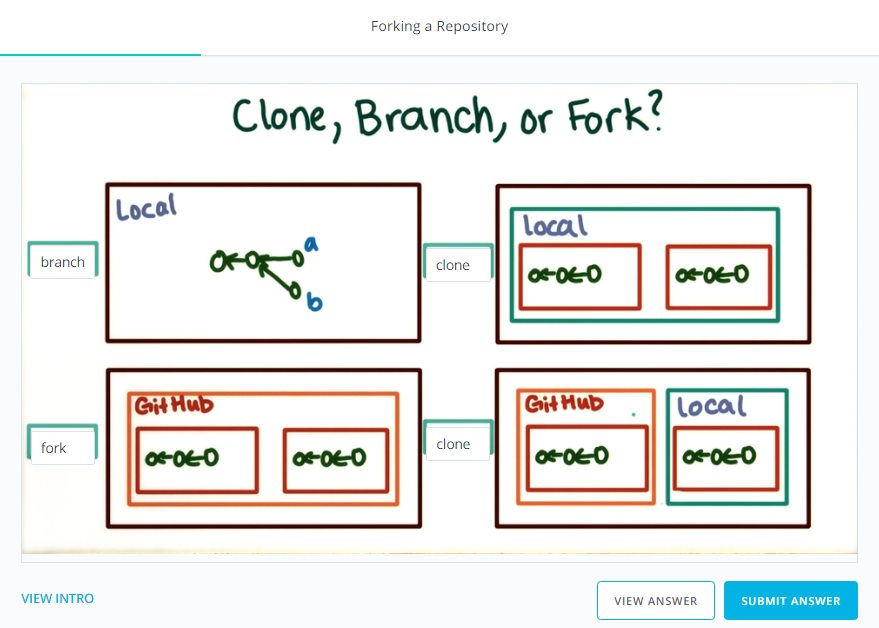 Forking a Repository
Clone, Branch, or Fork?
Local
a
b
branch
clone
Local
GitHub
fork
clone
GitHub
Local
VIEW INTRO
VIEW ANSWER
SUBMIT ANSWER